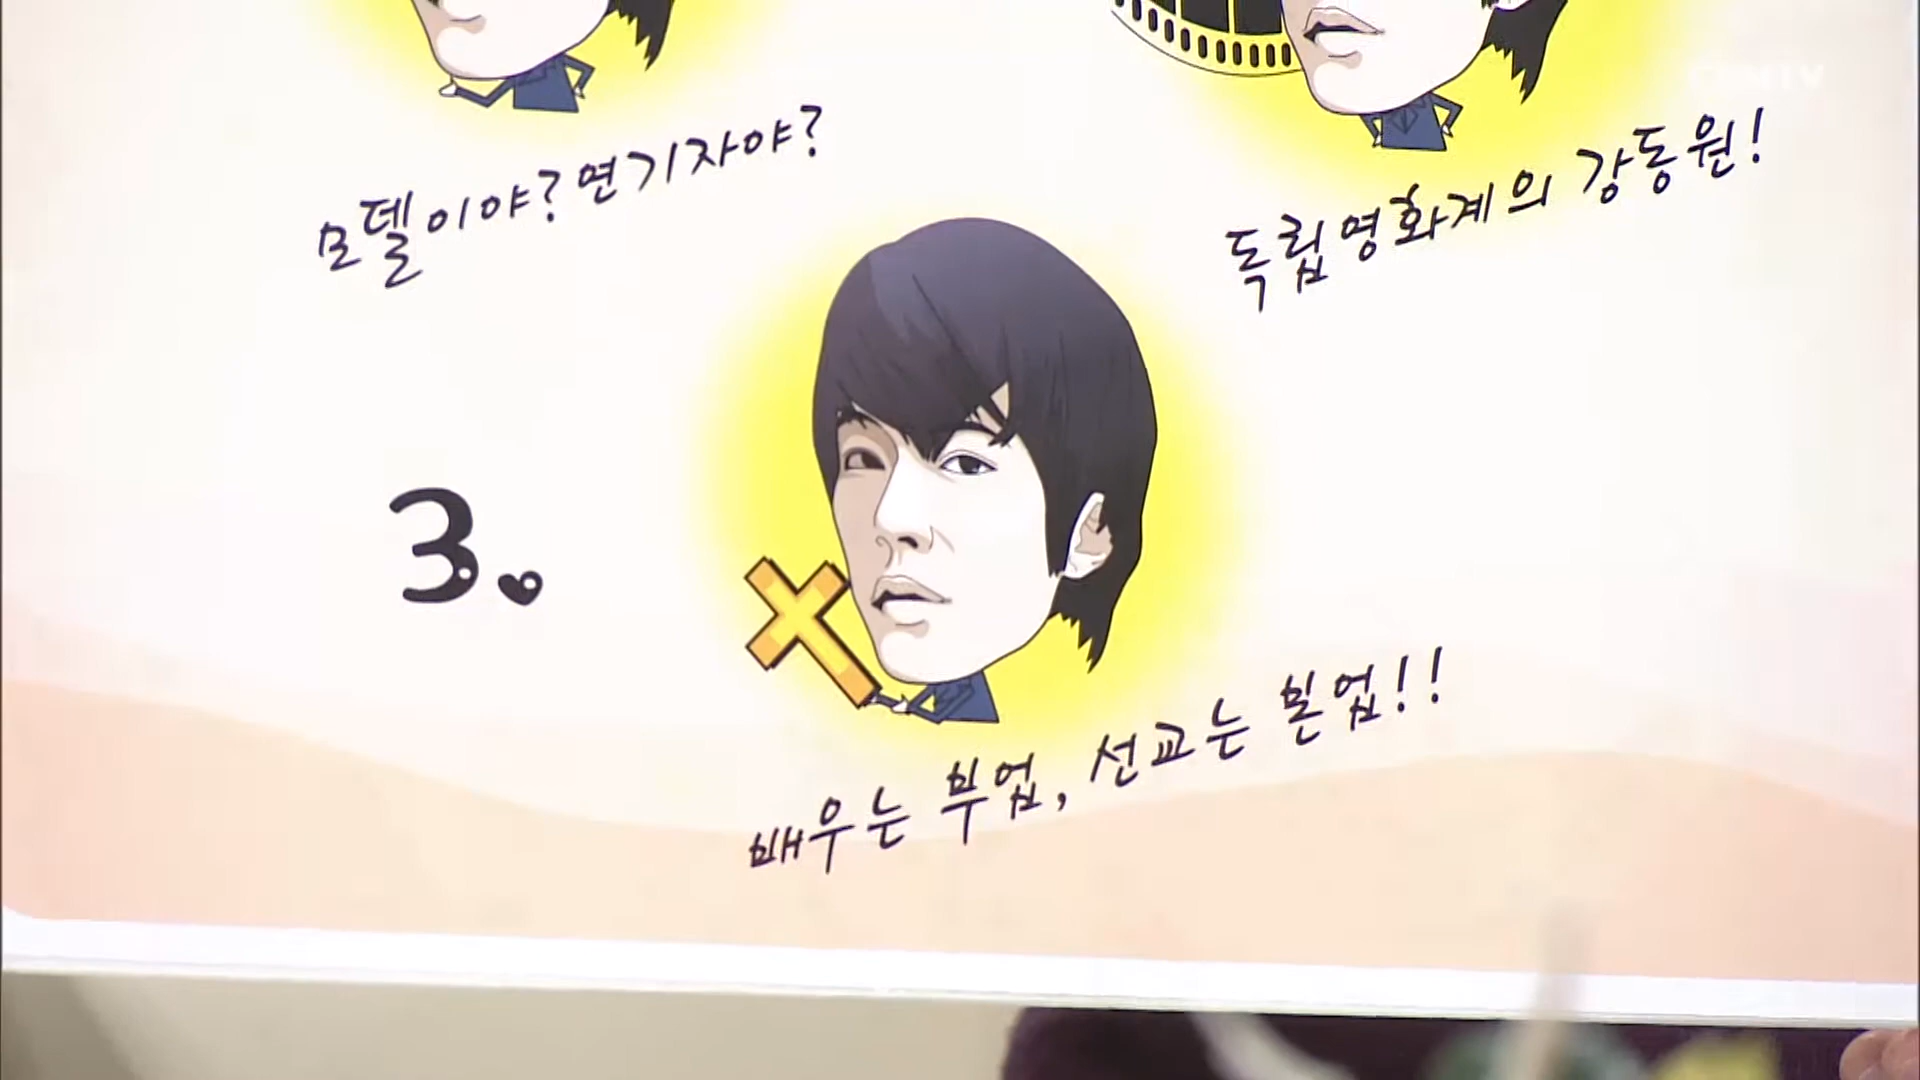 모델이야? 연기자야?
독립영화계의 강동원!
3.
배우는 부업, 선교는 본업!!